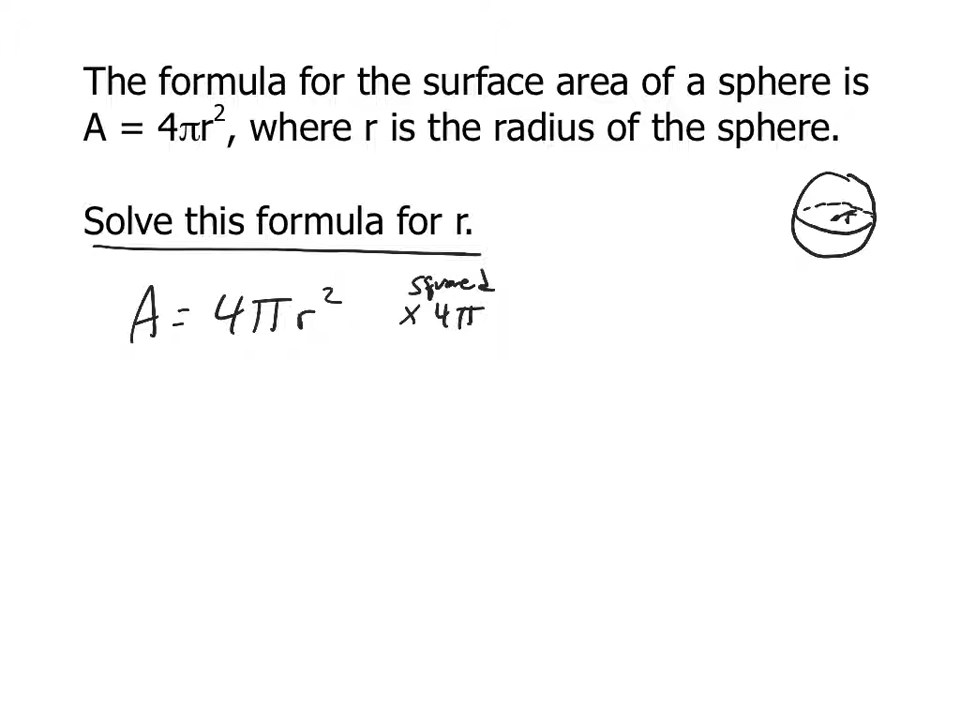 The formula for the surface area of a sphere is
A = 4πr², where r is the radius of the sphere.
Solve this formula for r.
r
squared
A = 4πr² × 4π